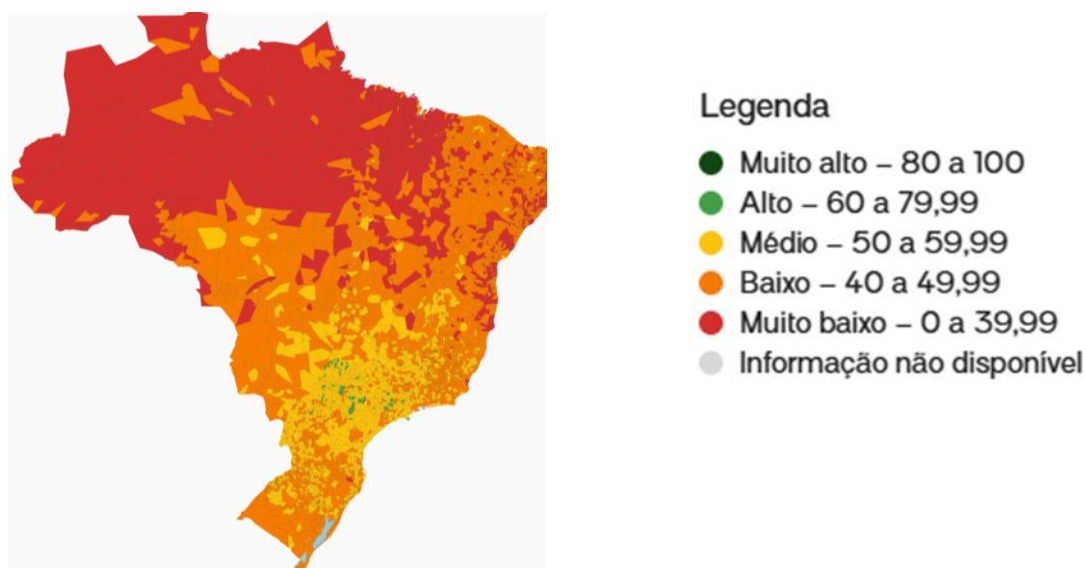 Legenda
Muito alto – 80 a 100
Alto – 60 a 79,99
Médio – 50 a 59,99
Baixo – 40 a 49,99
Muito baixo – 0 a 39,99
Informação não disponível